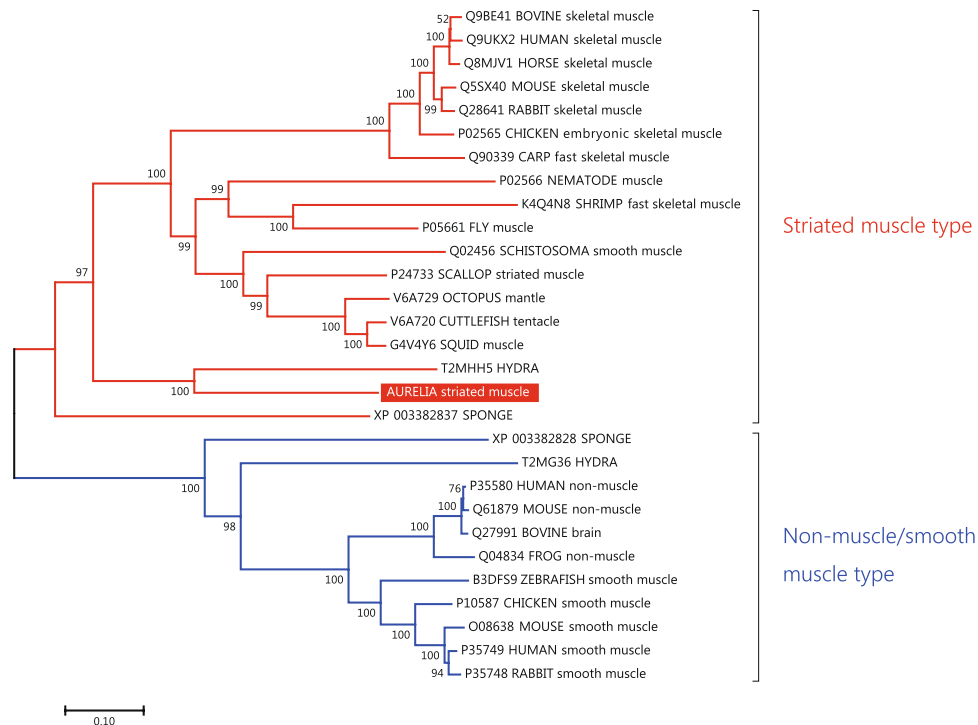 52
Q9BE41 BOVINE skeletal muscle
100
Q9UKX2 HUMAN skeletal muscle
100
Q8MJV1 HORSE skeletal muscle
100
Q5SX40 MOUSE skeletal muscle
99
Q28641 RABBIT skeletal muscle
100
P02565 CHICKEN embryonic skeletal muscle
Q90339 CARP fast skeletal muscle
100
99
P02566 NEMATODE muscle
K4Q4N8 SHRIMP fast skeletal muscle
100
P05661 FLY muscle
Striated muscle type
99
Q02456 SCHISTOSOMA smooth muscle
97
100
P24733 SCALLOP striated muscle
99
V6A729 OCTOPUS mantle
100
V6A720 CUTTLEFISH tentacle
100
G4V4Y6 SQUID muscle
T2MHH5 HYDRA
100
AURELIA striated muscle
XP 003382837 SPONGE
XP 003382828 SPONGE
100
T2MG36 HYDRA
98
76
P35580 HUMAN non-muscle
100
Q61879 MOUSE non-muscle
100
Q27991 BOVINE brain
Q04834 FROG non-muscle
Non-muscle/smooth
muscle type
100
B3DFS9 ZEBRAFISH smooth muscle
100
P10587 CHICKEN smooth muscle
100
O08638 MOUSE smooth muscle
100
P35749 HUMAN smooth muscle
94
P35748 RABBIT smooth muscle
0.10